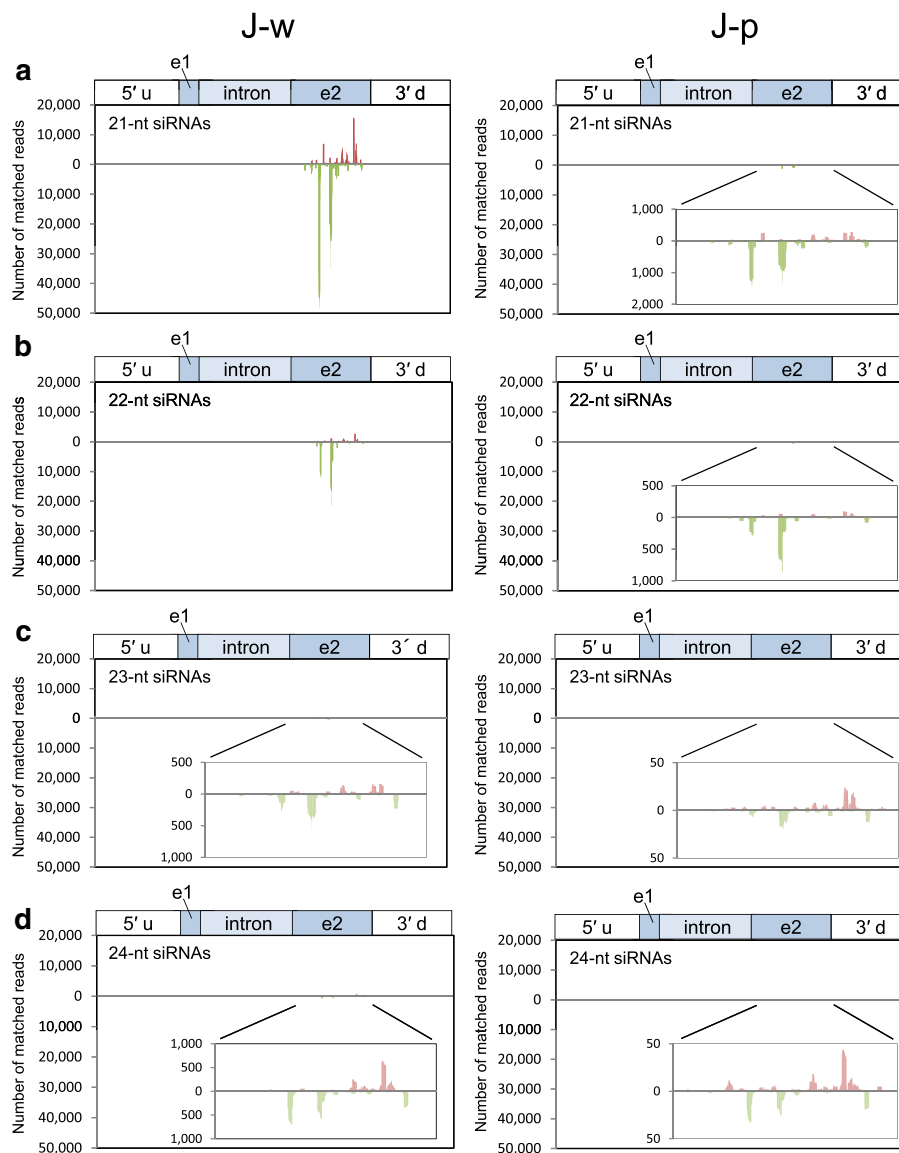 J-w
J-p
a
e1
5′ u
intron
e2
3′ d
21-nt siRNAs
Number of matched reads
20,000
10,000
0
10,000
20,000
30,000
40,000
50,000
e1
5′ u
intron
e2
3′ d
21-nt siRNAs
Number of matched reads
20,000
10,000
0
10,000
20,000
30,000
40,000
50,000
1,000
0
1,000
2,000
b
e1
5′ u
intron
e2
3′ d
22-nt siRNAs
Number of matched reads
20,000
10,000
0
10,000
20,000
30,000
40,000
50,000
e1
5′ u
intron
e2
3′ d
22-nt siRNAs
Number of matched reads
20,000
10,000
0
10,000
20,000
30,000
40,000
50,000
500
0
500
1,000
c
e1
5′ u
intron
e2
3´ d
23-nt siRNAs
Number of matched reads
20,000
10,000
0
10,000
20,000
30,000
40,000
50,000
500
0
500
1,000
e1
5′ u
intron
e2
3′ d
23-nt siRNAs
Number of matched reads
20,000
10,000
0
10,000
20,000
30,000
40,000
50,000
50
0
50
d
e1
5′ u
intron
e2
3′ d
24-nt siRNAs
Number of matched reads
20,000
10,000
0
10,000
20,000
30,000
40,000
50,000
1,000
500
0
500
1,000
e1
5′ u
intron
e2
3′ d
24-nt siRNAs
Number of matched reads
20,000
10,000
0
10,000
20,000
30,000
40,000
50,000
50
0
50